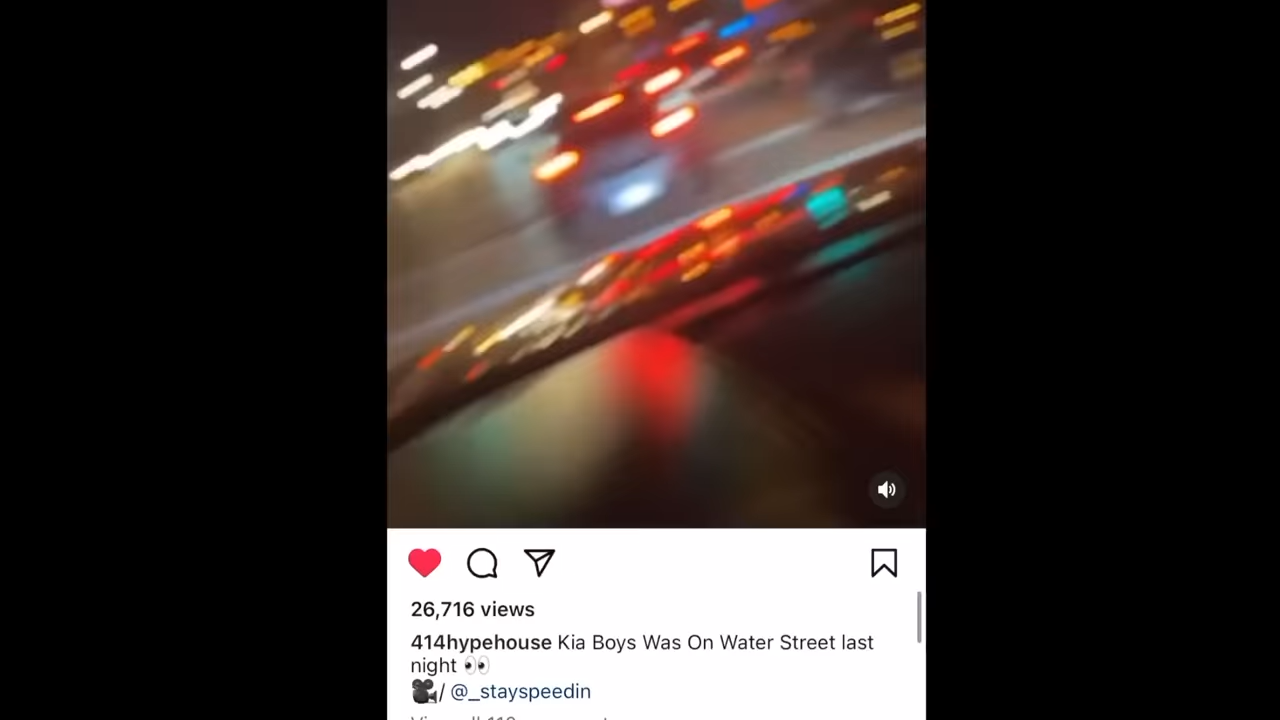 26,716 views
414hypehouse Kia Boys Was On Water Street last
night 👀
🎥/ @_stayspeedin